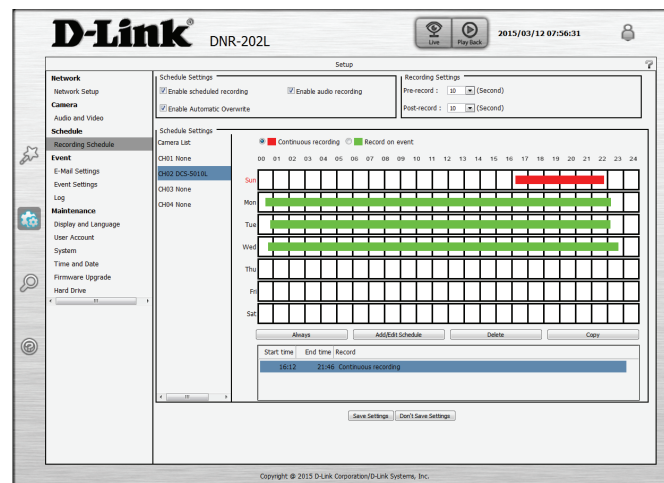 D-Link® DNR-202L
Live
Play Back
2015/03/12 07:56:31
Setup
?
Network
Network Setup
Camera
Audio and Video
Schedule
Recording Schedule
Event
E-Mail Settings
Event Settings
Log
Maintenance
Display and Language
User Account
System
Time and Date
Firmware Upgrade
Hard Drive
Schedule Settings
Enable scheduled recording
Enable audio recording
Enable Automatic Overwrite
Recording Settings
Pre-record : 10 (Second)
Post-record : 10 (Second)
Schedule Settings
Camera List
CH01 None
CH02 DCS-5010L
CH03 None
CH04 None
Continuous recording
Record on event
00 01 02 03 04 05 06 07 08 09 10 11 12 13 14 15 16 17 18 19 20 21 22 23 24
Sun
Mon
Tue
Wed
Thu
Fri
Sat
Always
Add/Edit Schedule
Delete
Copy
Start time End time Record
16:12 21:46 Continuous recording
Save Settings
Don't Save Settings
Copyright @ 2015 D-Link Corporation/D-Link Systems, Inc.